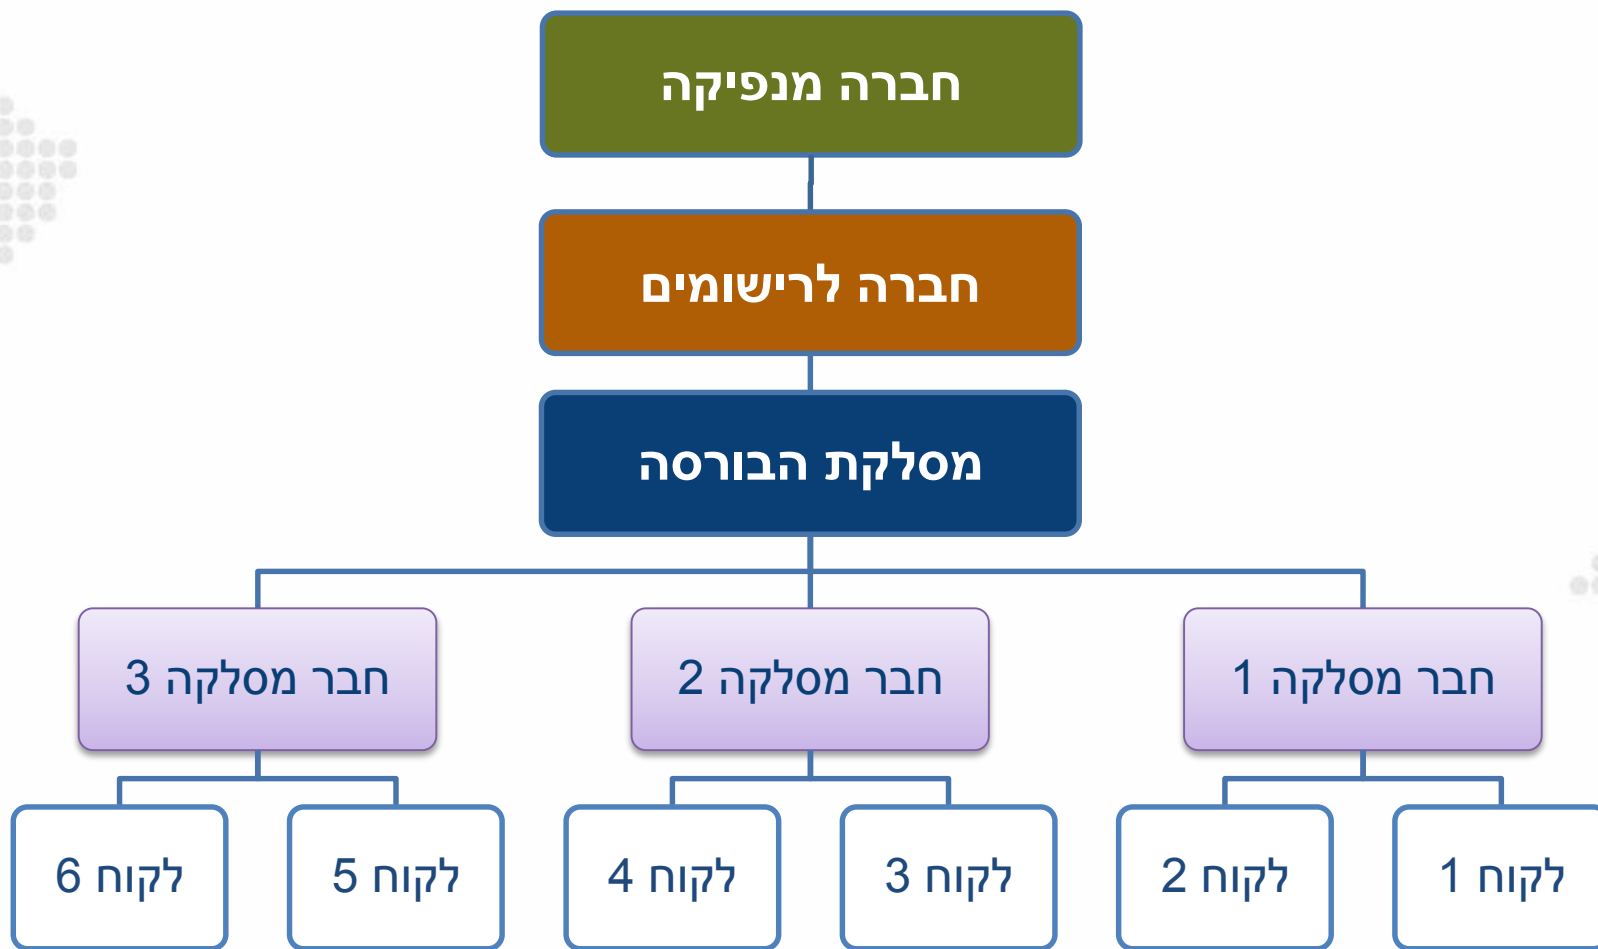 חברה מנפיקה
חברה לרישומים
מסלקת הבורסה
חבר מסלקה 1
חבר מסלקה 2
חבר מסלקה 3
לקוח 1
לקוח 2
לקוח 3
לקוח 4
לקוח 5
לקוח 6